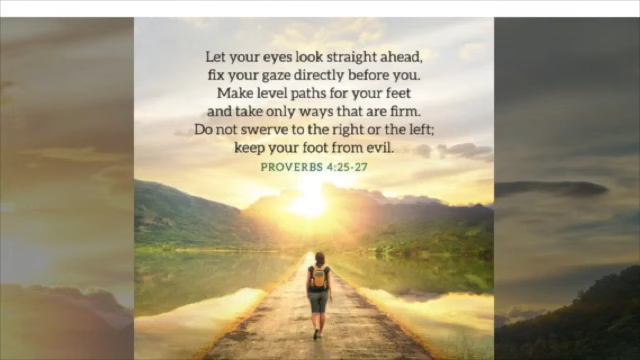 Let your eyes look straight ahead,
fix your gaze directly before you.
Make level paths for your feet
and take only ways that are firm.
Do not swerve to the right or the left;
keep your foot from evil.
PROVERBS 4:25-27